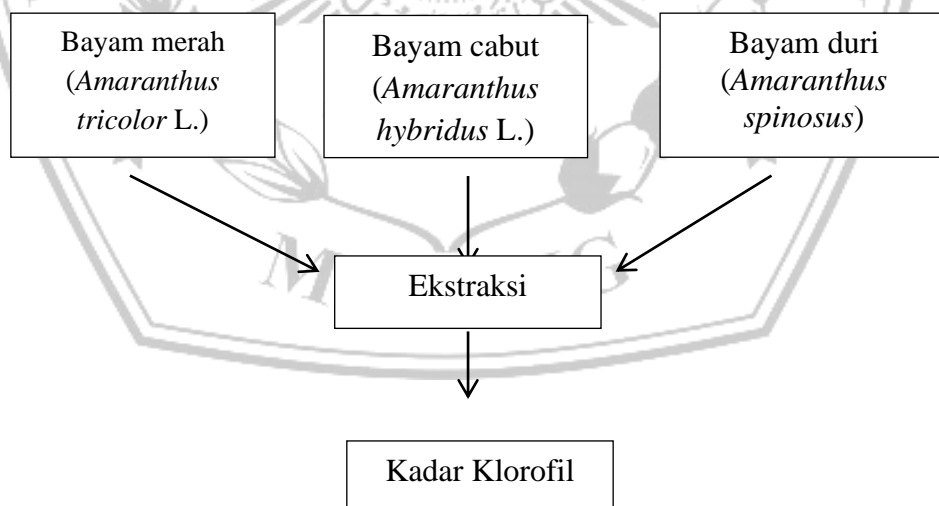 Bayam merah
(Amaranthus
tricolor L.)
Bayam cabut
(Amaranthus
hybridus L.)
Bayam duri
(Amaranthus
spinosus)
Ekstraksi
Kadar Klorofil